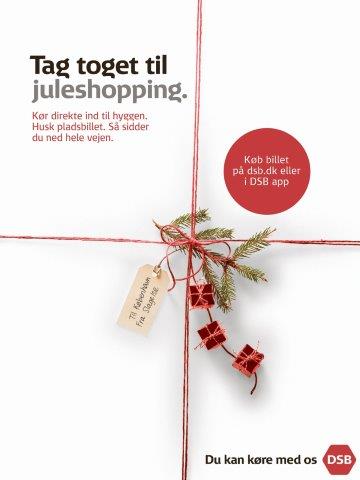 Tag toget til
juleshopping.
Kør direkte ind til hyggen.
Husk pladsbillet. Så sidder
du ned hele vejen.
Køb billet
på dsb.dk eller
i DSB app
Til København
Fra Slagelse
Du kan køre med os DSB